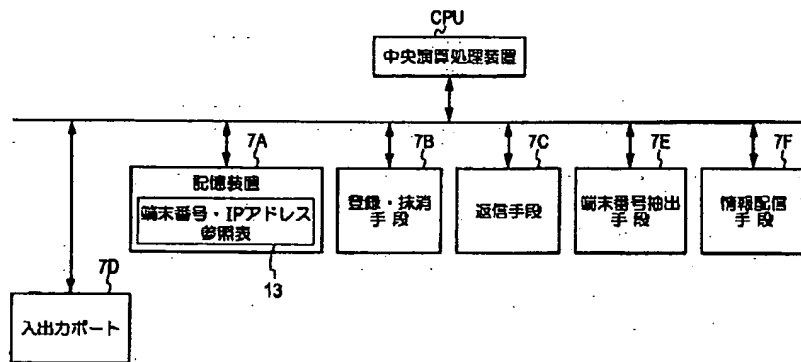 CPU
中央演算処理装置
7A
記憶装置
端末番号・IPアドレス
参照表
13
7B
登録・抹消
手段
7C
返信手段
7E
端末番号抽出
手段
7F
情報配信
手段
7D
入出力ポート